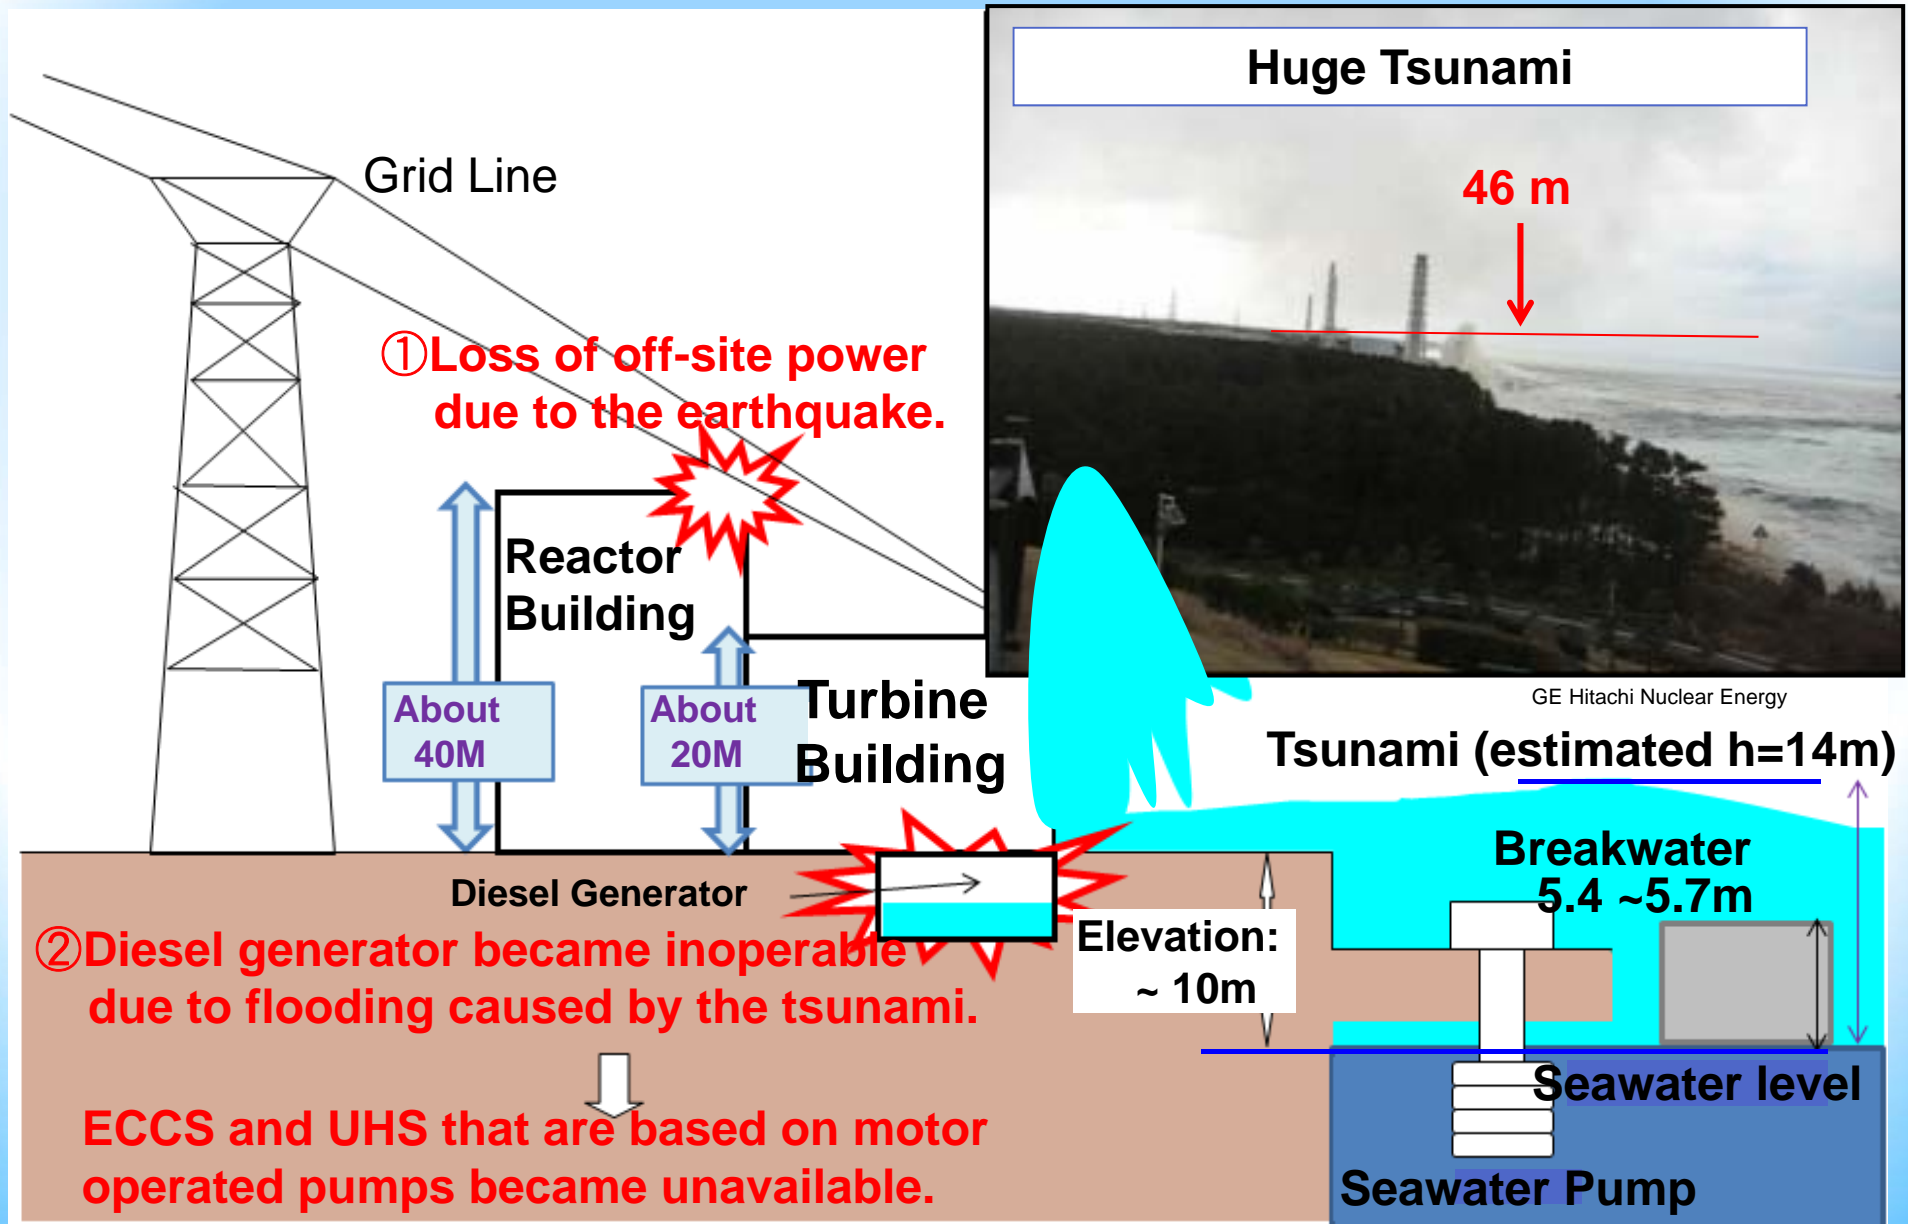 Huge Tsunami
46 m
Grid Line
①Loss of off-site power
due to the earthquake.
Reactor
Building
About
40M
About
20M
Turbine
Building
GE Hitachi Nuclear Energy
Tsunami (estimated h=14m)
Breakwater
5.4 ~5.7m
Diesel Generator
Elevation:
~ 10m
②Diesel generator became inoperable
due to flooding caused by the tsunami.
Seawater level
ECCS and UHS that are based on motor
operated pumps became unavailable.
Seawater Pump